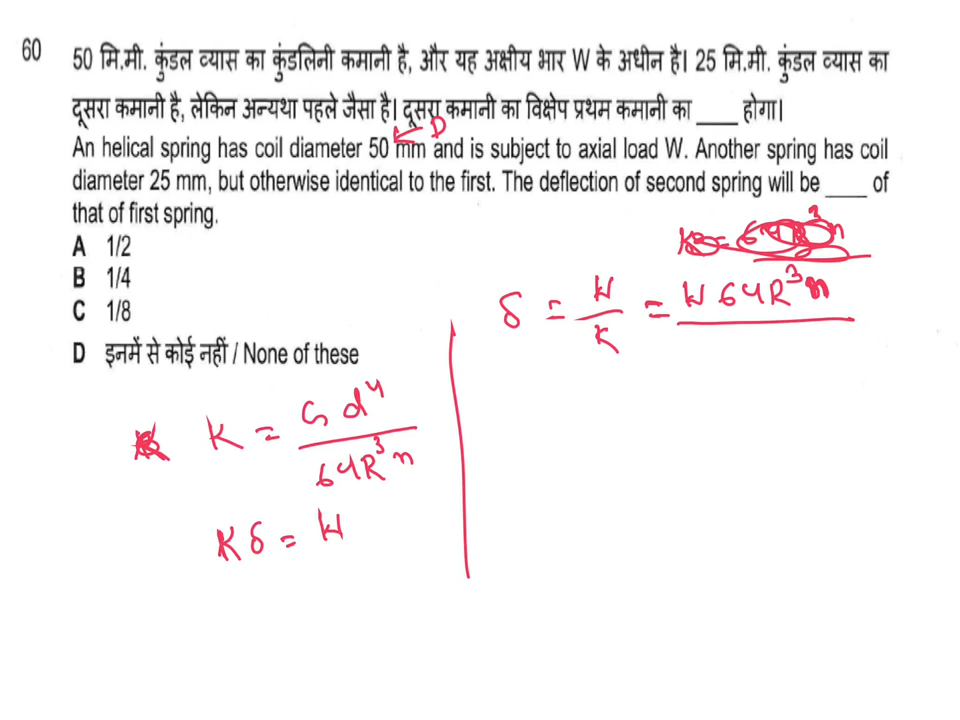 60 50 मि.मी. कुंडल व्यास का कुंडलिनी कमानी है, और यह अक्षीय भार W के अधीन है। 25 मि.मी. कुंडल व्यास का
दूसरा कमानी है, लेकिन अन्यथा पहले जैसा है। दूसरा कमानी का विक्षेप प्रथम कमानी का ____ होगा।
D
An helical spring has coil diameter 50 mm and is subject to axial load W. Another spring has coil
diameter 25 mm, but otherwise identical to the first. The deflection of second spring will be ____ of
that of first spring.
A 1/2
B 1/4
C 1/8
D इनमें से कोई नहीं / None of these
δ = W/K = W 64R³n
K = Gd⁴/64R³n
Kδ = W